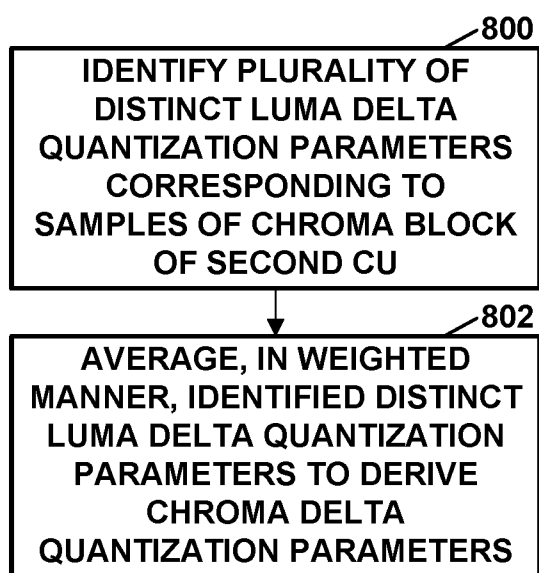 800
IDENTIFY PLURALITY OF
DISTINCT LUMA DELTA
QUANTIZATION PARAMETERS
CORRESPONDING TO
SAMPLES OF CHROMA BLOCK
OF SECOND CU
802
AVERAGE, IN WEIGHTED
MANNER, IDENTIFIED DISTINCT
LUMA DELTA QUANTIZATION
PARAMETERS TO DERIVE
CHROMA DELTA
QUANTIZATION PARAMETERS